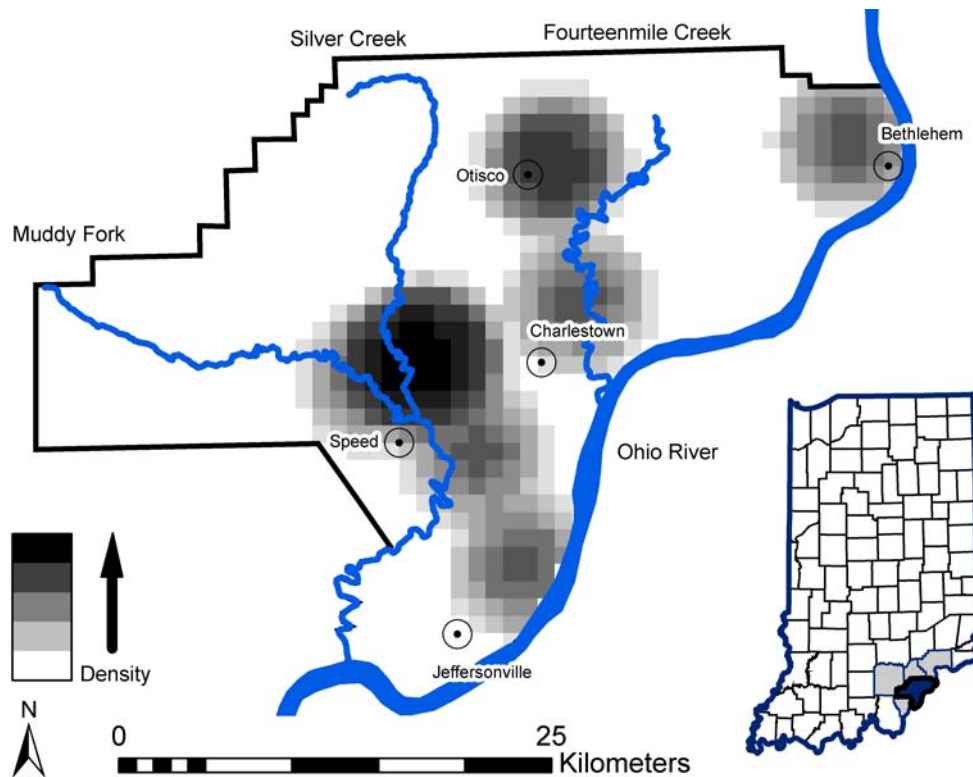 Silver Creek
Fourteenmile Creek
Bethlehem
Otisco
Muddy Fork
Charlestown
Speed
Ohio River
Density
Jeffersonville
N
0
25
Kilometers